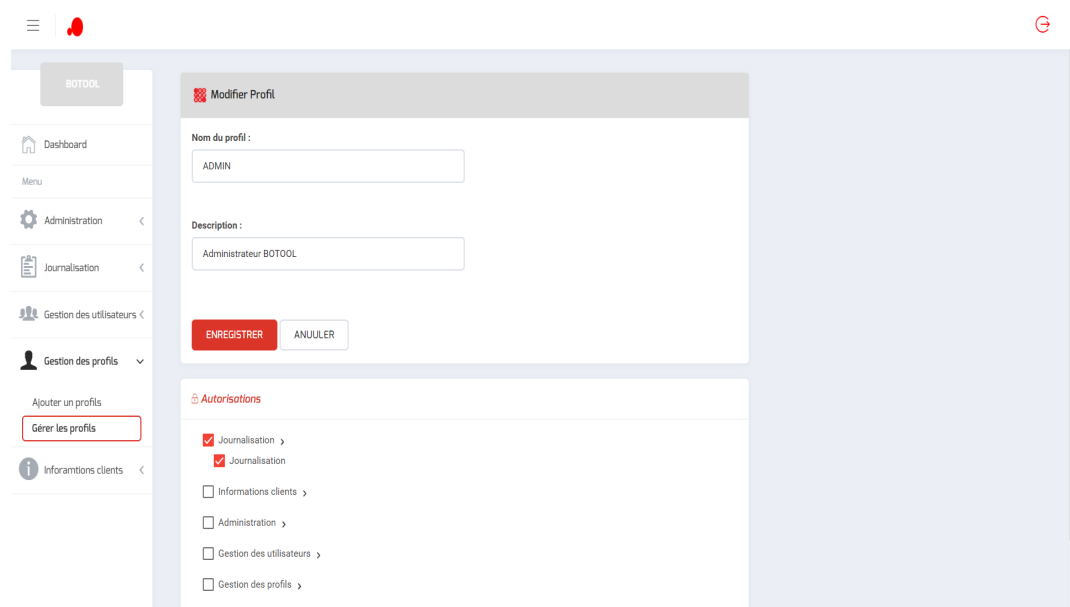 BOTOOL
Dashboard
Menu
Administration
Journalisation
Gestion des utilisateurs
Gestion des profils
Ajouter un profils
Gérer les profils
Inforamtions clients
Modifier Profil
Nom du profil :
ADMIN
Description :
Administrateur BOTOOL
ENREGISTRER ANUULER
Autorisations
Journalisation
Journalisation
Informations clients
Administration
Gestion des utilisateurs
Gestion des profils